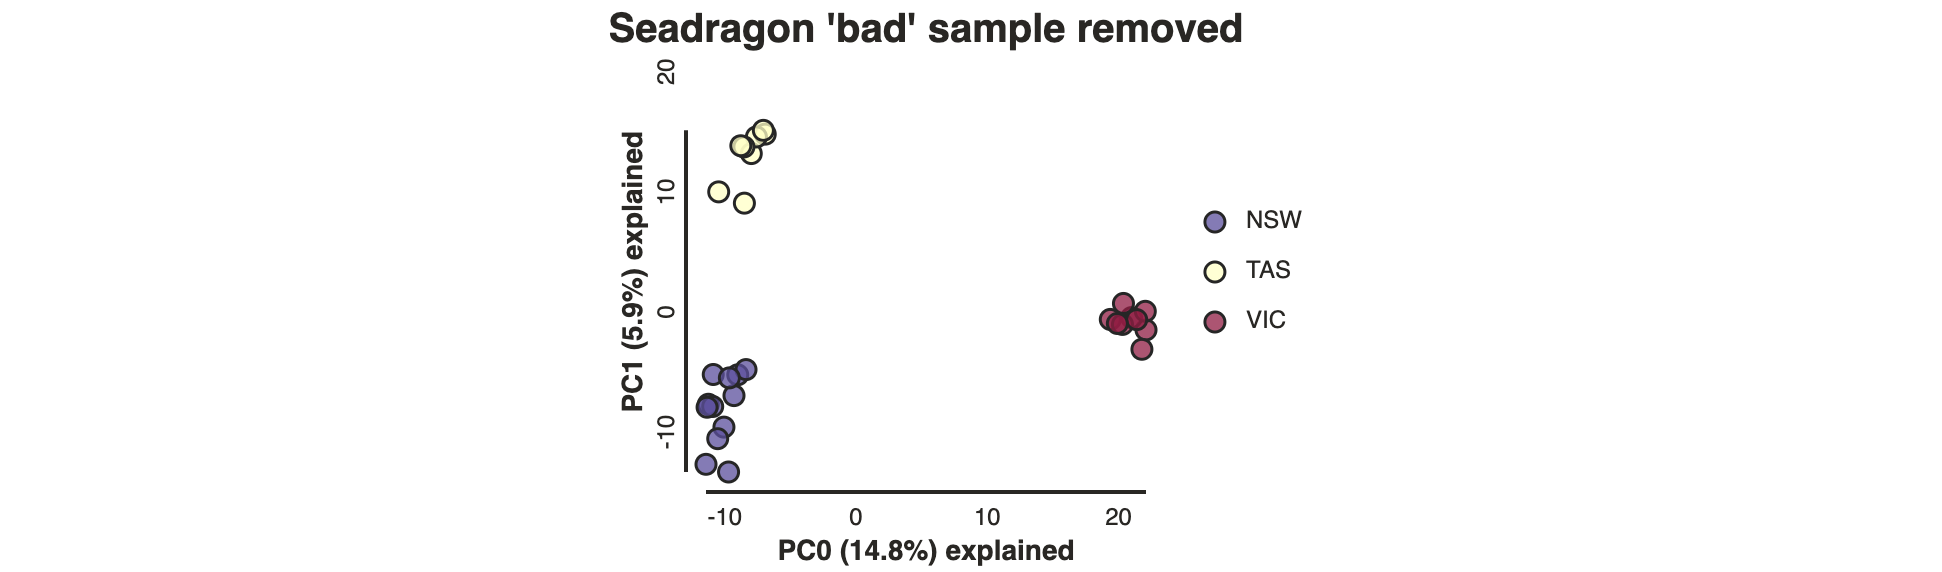 Seadragon 'bad' sample removed
20
10
0
-10
PC1 (5.9%) explained
NSW
TAS
VIC
-10 0 10 20
PC0 (14.8%) explained